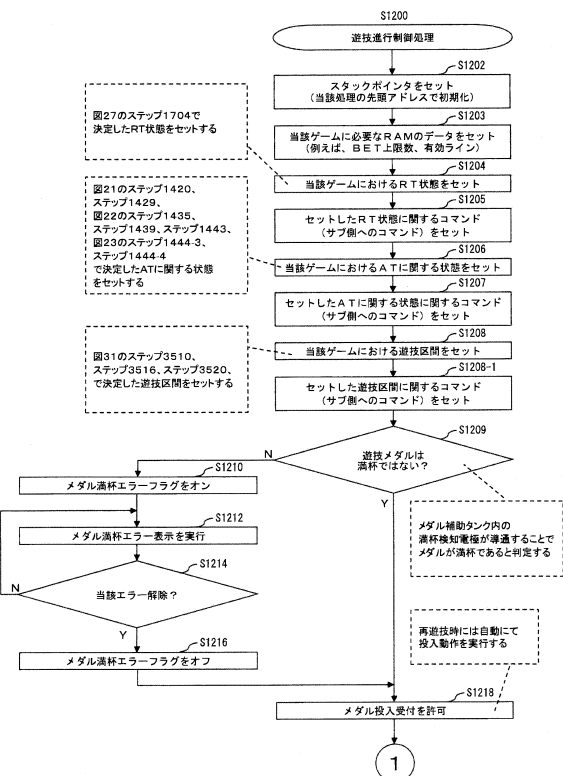 S1200
遊技進行制御処理
S1202
スタックポインタをセット
(当該処理の先頭アドレスで初期化)
S1203
当該ゲームに必要なRAMのデータをセット
(例えば、BET上限数、有効ライン)
図27のステップ1704で
決定したRT状態をセットする
S1204
当該ゲームにおけるRT状態をセット
S1205
セットしたRT状態に関するコマンド
(サブ側へのコマンド)をセット
図21のステップ1420、
ステップ1429、
図22のステップ1435、
ステップ1439、ステップ1443、
図23のステップ1444-3、
ステップ1444-4
で決定したATに関する状態
をセットする
S1206
当該ゲームにおけるATに関する状態をセット
S1207
セットしたATに関する状態に関するコマンド
(サブ側へのコマンド)をセット
図31のステップ3510、
ステップ3516、ステップ3520、
で決定した遊技区間をセットする
S1208
当該ゲームにおける遊技区間をセット
S1208-1
セットした遊技区間に関するコマンド
(サブ側へのコマンド)をセット
S1209
遊技メダルは
満杯ではない?
N
Y
メダル補助タンク内の
満杯検知電極が導通することで
メダルが満杯であると判定する
S1210
メダル満杯エラーフラグをオン
S1212
メダル満杯エラー表示を実行
S1214
当該エラー解除?
N
Y
S1216
メダル満杯エラーフラグをオフ
再遊技時には自動にて
投入動作を実行する
S1218
メダル投入受付を許可
1